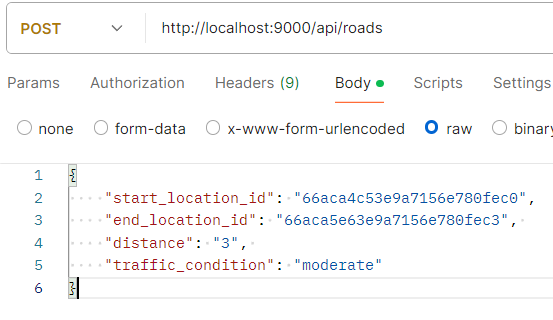 POST http://localhost:9000/api/roads
Params Authorization Headers (9) Body Scripts Settings
none form-data x-www-form-urlencoded raw binary
1 {
2 "start_location_id": "66aca4c53e9a7156e780fec0",
3 "end_location_id": "66aca5e63e9a7156e780fec3",
4 "distance": "3",
5 "traffic_condition": "moderate"
6 }